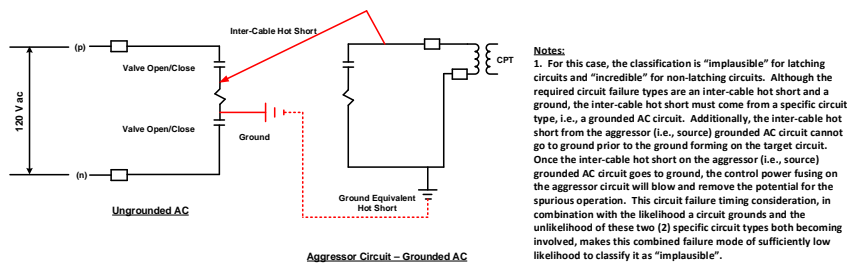 Inter-Cable Hot Short
(p)
Valve Open/Close
CPT
120 V ac
Valve Open/Close
Ground
(n)
Ground Equivalent
Hot Short
Ungrounded AC
Aggressor Circuit – Grounded AC
Notes:
1. For this case, the classification is “implausible” for latching
circuits and “incredible” for non-latching circuits. Although the
required circuit failure types are an inter-cable hot short and a
ground, the inter-cable hot short must come from a specific circuit
type, i.e., a grounded AC circuit. Additionally, the inter-cable hot
short from the aggressor (i.e., source) grounded AC circuit cannot
go to ground prior to the ground forming on the target circuit.
Once the inter-cable hot short on the aggressor (i.e., source)
grounded AC circuit goes to ground, the control power fusing on
the aggressor circuit will blow and remove the potential for the
spurious operation. This circuit failure timing consideration, in
combination with the likelihood a circuit grounds and the
unlikelihood of these two (2) specific circuit types both becoming
involved, makes this combined failure mode of sufficiently low
likelihood to classify it as “implausible”.